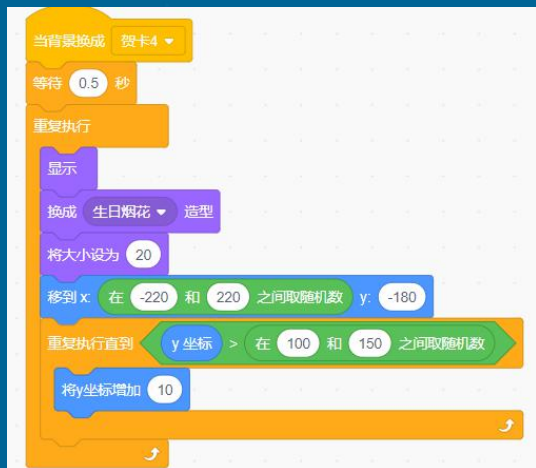 当背景换成 贺卡4
等待 0.5 秒
重复执行
显示
换成 生日烟花 造型
将大小设为 20
移到 x: 在 -220 和 220 之间取随机数 y: -180
重复执行直到 y 坐标 > 在 100 和 150 之间取随机数
将y坐标增加 10